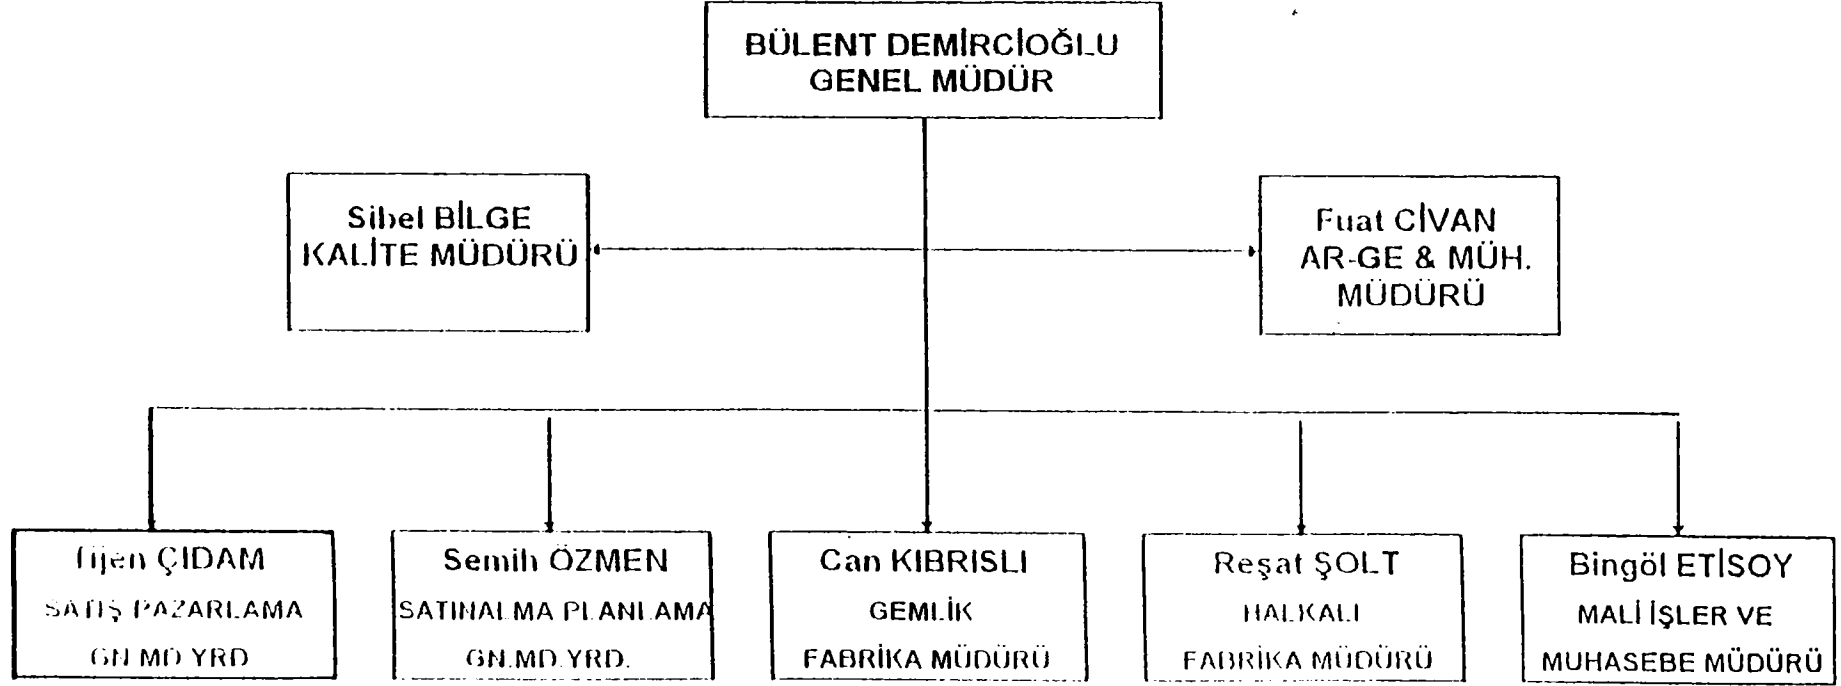 BÜLENT DEMİRCİOĞLU
GENEL MÜDÜR
Sibel BİLGE
KALİTE MÜDÜRÜ
Fuat CİVAN
AR-GE & MÜH.
MÜDÜRÜ
Tijen ÇIDAM
SATIŞ PAZARLAMA
GN.MD.YRD
Semih ÖZMEN
SATINALMA PLANLAMA
GN.MD.YRD.
Can KIBRISLI
GEMLİK
FABRİKA MÜDÜRÜ
Reşat ŞOLT
HALKALI
FABRİKA MÜDÜRÜ
Bingöl ETİSOY
MALİ İŞLER VE
MUHASEBE MÜDÜRÜ